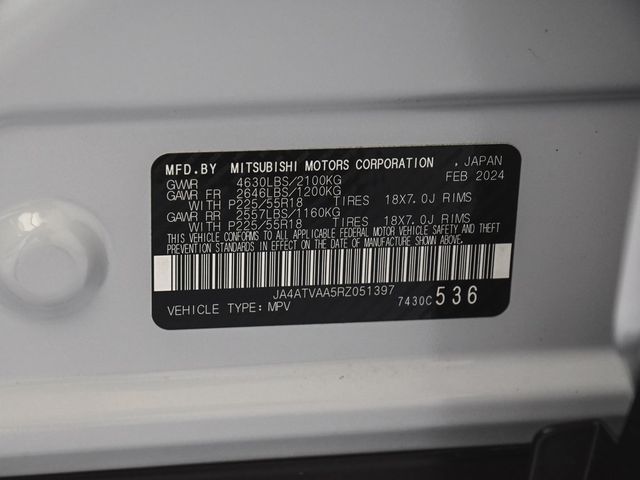 MFD.BY MITSUBISHI MOTORS CORPORATION , JAPAN
GVWR 4630LBS/2100KG FEB 2024
GAWR FR 2646LBS/1200KG
WITH P225/55R18 TIRES 18X7.0J RIMS
GAWR RR 2557LBS/1160KG
WITH P225/55R18 TIRES 18X7.0J RIMS
THIS VEHICLE CONFORMS TO ALL APPLICABLE FEDERAL MOTOR VEHICLE SAFETY AND THEFT
PREVENTION STANDARDS IN EFFECT ON THE DATE OF MANUFACTURE SHOWN ABOVE.
JA4ATVAA5RZ051397
VEHICLE TYPE:MPV 7430C 536